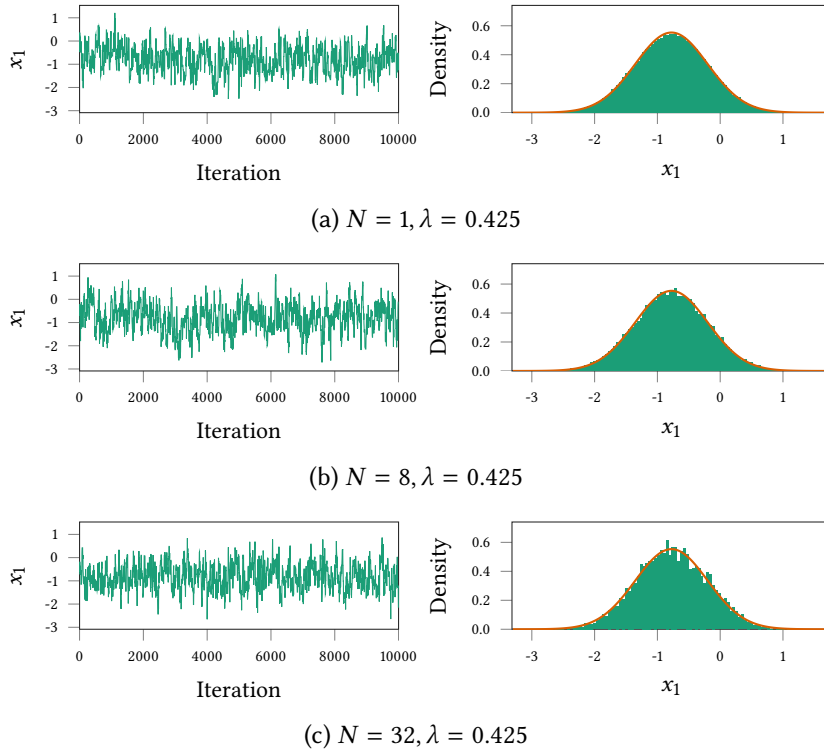 1
0
-1
-2
-3
x₁
0 2000 4000 6000 8000 10000
Iteration
0.6
0.4
0.2
0.0
Density
-3 -2 -1 0 1
x₁
(a) N = 1, λ = 0.425
1
0
-1
-2
-3
x₁
0 2000 4000 6000 8000 10000
Iteration
0.6
0.4
0.2
0.0
Density
-3 -2 -1 0 1
x₁
(b) N = 8, λ = 0.425
1
0
-1
-2
-3
x₁
0 2000 4000 6000 8000 10000
Iteration
0.6
0.4
0.2
0.0
Density
-3 -2 -1 0 1
x₁
(c) N = 32, λ = 0.425